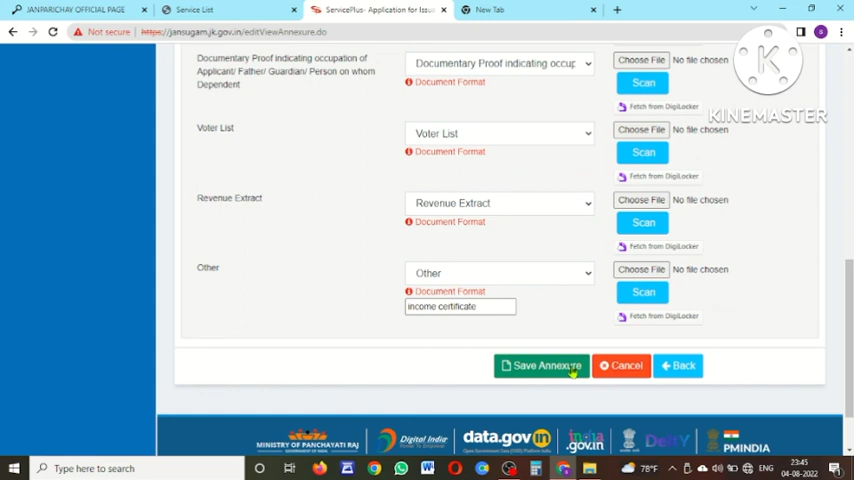 JANPARICHAY OFFICIAL PAGE
Service List
ServicePlus- Application for Issua
New Tab
Not secure
https://jansugam.jk.gov.in/editViewAnnexure.do
Documentary Proof indicating occupation of
Applicant/ Father/ Guardian/ Person on whom
Dependent
Documentary Proof indicating occup
Document Format
Choose File No file chosen
Scan
Fetch from DigiLocker
KINEMASTER
Voter List
Voter List
Document Format
Choose File No file chosen
Scan
Fetch from DigiLocker
Revenue Extract
Revenue Extract
Document Format
Choose File No file chosen
Scan
Fetch from DigiLocker
Other
Other
Document Format
income certificate
Choose File No file chosen
Scan
Fetch from DigiLocker
Save Annexure
Cancel
Back
MINISTRY OF PANCHAYATI RAJ
Digital India
data.gov.in
india.gov.in
DeitY
PMINDIA
Type here to search
78°F
ENG
23:45
04-08-2022